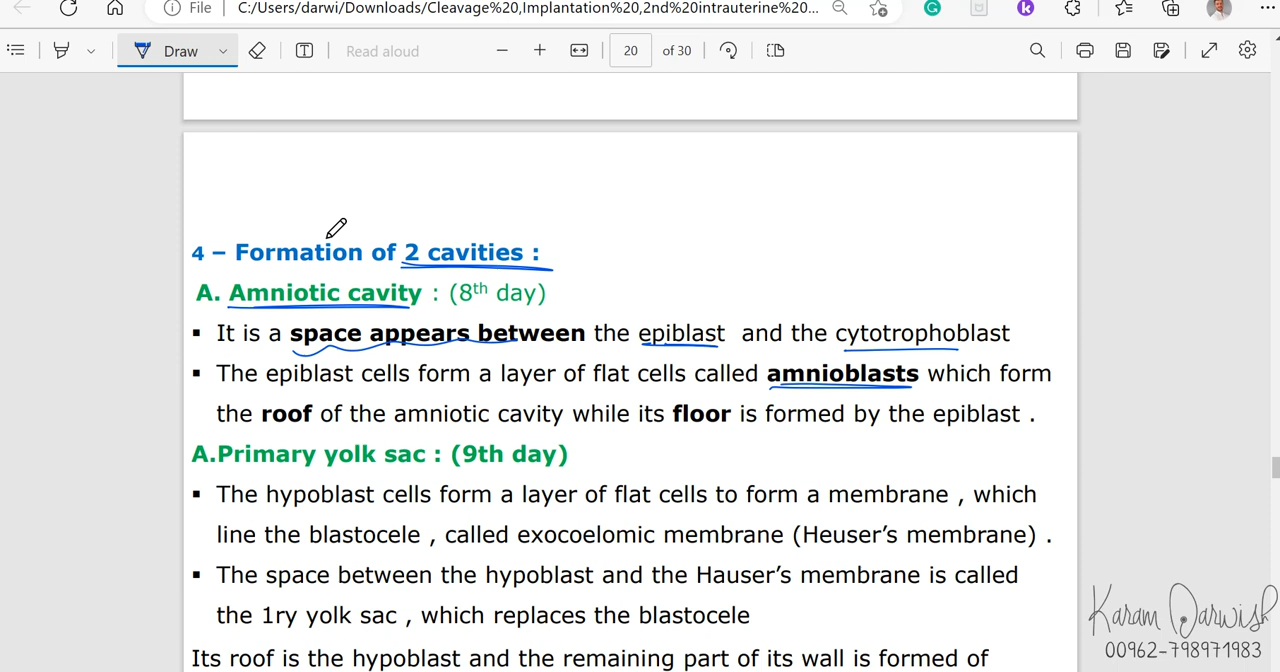 File
C:/Users/darwi/Downloads/Cleavage%20,Implantation%20,2nd%20intrauterine%20...
Draw
Read aloud
20 of 30
4 – Formation of 2 cavities :
A. Amniotic cavity : (8th day)
▪ It is a space appears between the epiblast and the cytotrophoblast
▪ The epiblast cells form a layer of flat cells called amnioblasts which form
the roof of the amniotic cavity while its floor is formed by the epiblast .
A.Primary yolk sac : (9th day)
▪ The hypoblast cells form a layer of flat cells to form a membrane , which
line the blastocele , called exocoelomic membrane (Heuser’s membrane) .
▪ The space between the hypoblast and the Hauser’s membrane is called
the 1ry yolk sac , which replaces the blastocele
Its roof is the hypoblast and the remaining part of its wall is formed of
Karam Darwish
00962-798971983